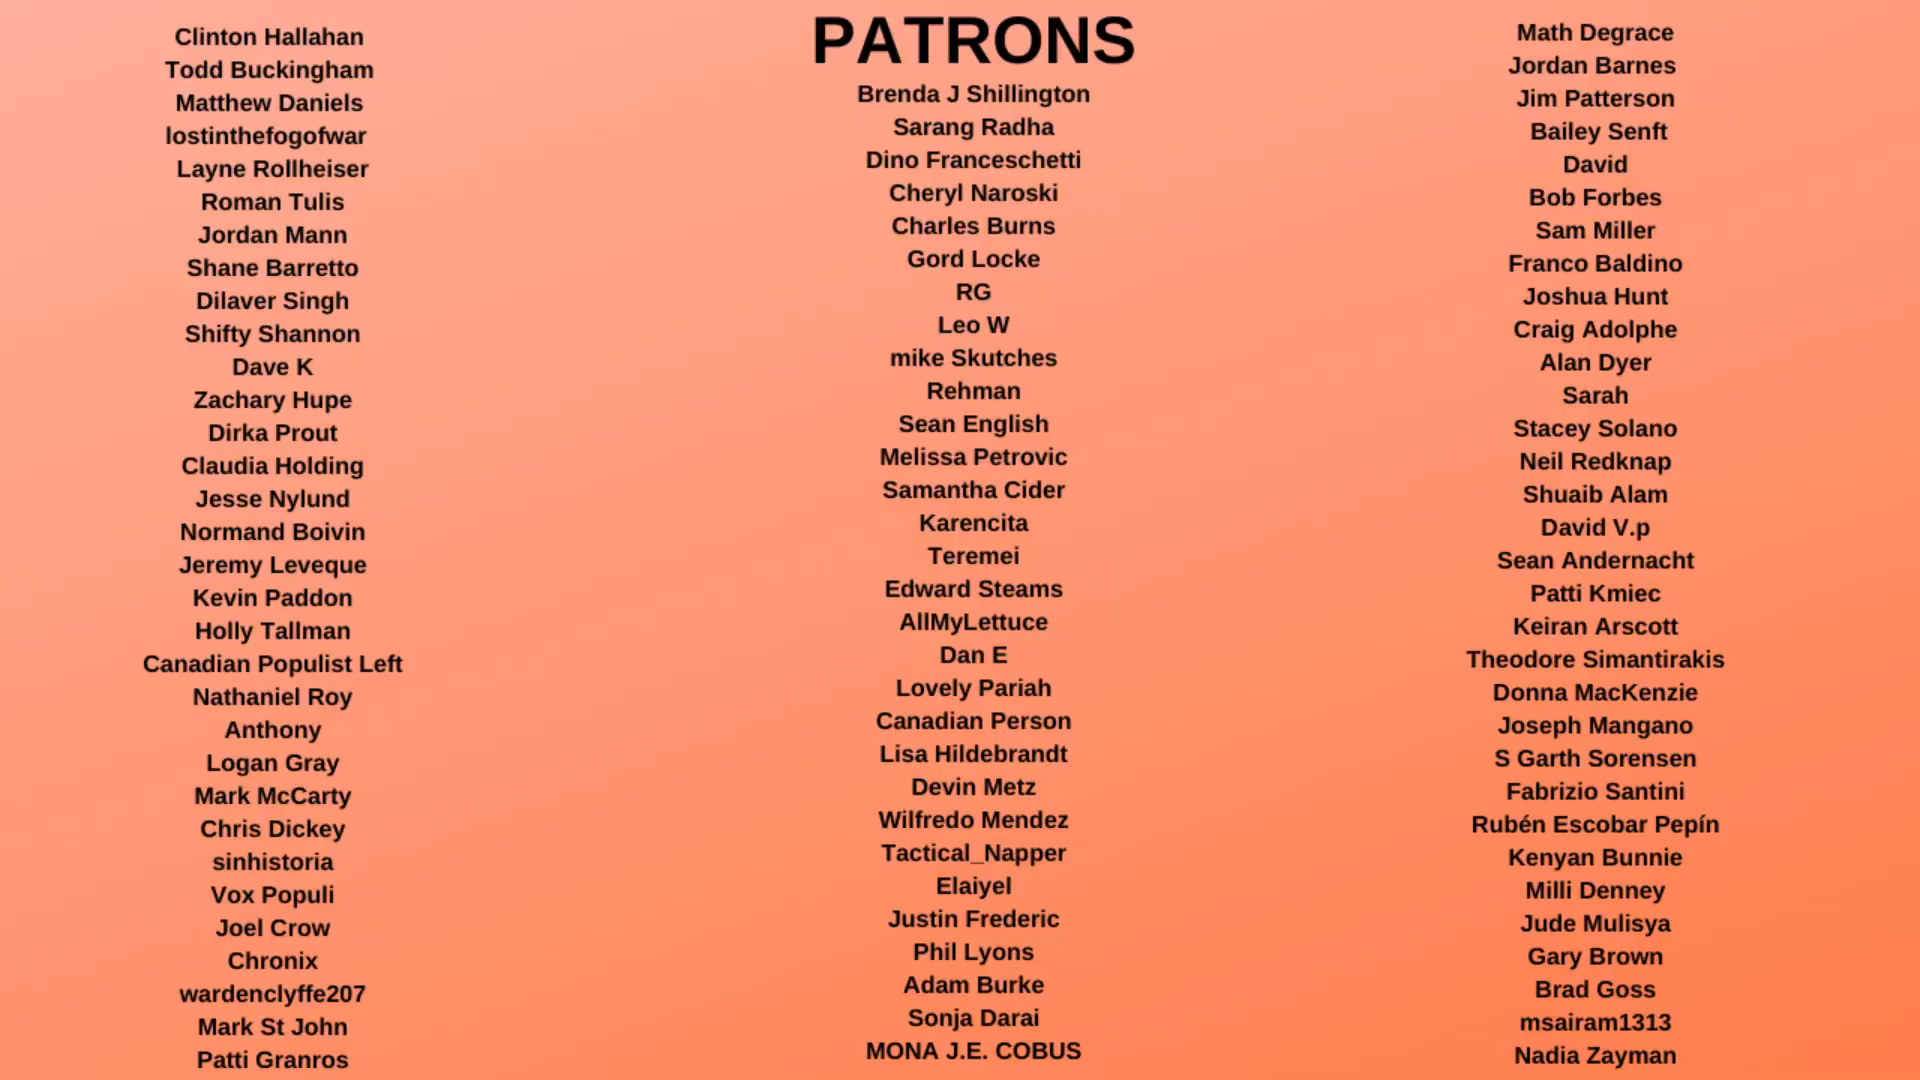 PATRONS
Clinton Hallahan
Todd Buckingham
Matthew Daniels
lostinthefogofwar
Layne Rollheiser
Roman Tulis
Jordan Mann
Shane Barretto
Dilaver Singh
Shifty Shannon
Dave K
Zachary Hupe
Dirka Prout
Claudia Holding
Jesse Nylund
Normand Boivin
Jeremy Leveque
Kevin Paddon
Holly Tallman
Canadian Populist Left
Nathaniel Roy
Anthony
Logan Gray
Mark McCarty
Chris Dickey
sinhistoria
Vox Populi
Joel Crow
Chronix
wardenclyffe207
Mark St John
Patti Granros
Brenda J Shillington
Sarang Radha
Dino Franceschetti
Cheryl Naroski
Charles Burns
Gord Locke
RG
Leo W
mike Skutches
Rehman
Sean English
Melissa Petrovic
Samantha Cider
Karencita
Teremei
Edward Steams
AllMyLettuce
Dan E
Lovely Pariah
Canadian Person
Lisa Hildebrandt
Devin Metz
Wilfredo Mendez
Tactical_Napper
Elaiyel
Justin Frederic
Phil Lyons
Adam Burke
Sonja Darai
MONA J.E. COBUS
Math Degrace
Jordan Barnes
Jim Patterson
Bailey Senft
David
Bob Forbes
Sam Miller
Franco Baldino
Joshua Hunt
Craig Adolphe
Alan Dyer
Sarah
Stacey Solano
Neil Redknap
Shuaib Alam
David V.p
Sean Andernacht
Patti Kmiec
Keiran Arscott
Theodore Simantirakis
Donna MacKenzie
Joseph Mangano
S Garth Sorensen
Fabrizio Santini
Rubén Escobar Pepín
Kenyan Bunnie
Milli Denney
Jude Mulisya
Gary Brown
Brad Goss
msairam1313
Nadia Zayman